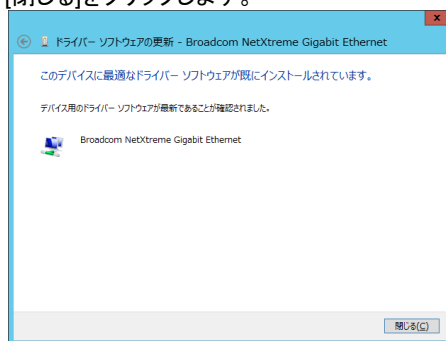 [閉じる]をクリックします。
x
ドライバー ソフトウェアの更新 - Broadcom NetXtreme Gigabit Ethernet
このデバイスに最適なドライバー ソフトウェアが既にインストールされています。
デバイス用のドライバー ソフトウェアが最新であることが確認されました。
Broadcom NetXtreme Gigabit Ethernet
閉じる(C)